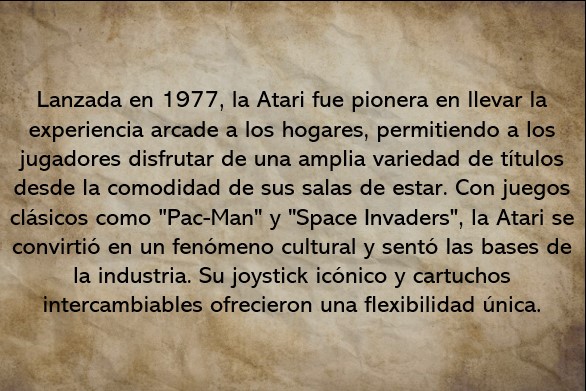 Lanzada en 1977, la Atari fue pionera en llevar la
experiencia arcade a los hogares, permitiendo a los
jugadores disfrutar de una amplia variedad de títulos
desde la comodidad de sus salas de estar. Con juegos
clásicos como "Pac-Man" y "Space Invaders", la Atari se
convirtió en un fenómeno cultural y sentó las bases de
la industria. Su joystick icónico y cartuchos
intercambiables ofrecieron una flexibilidad única.